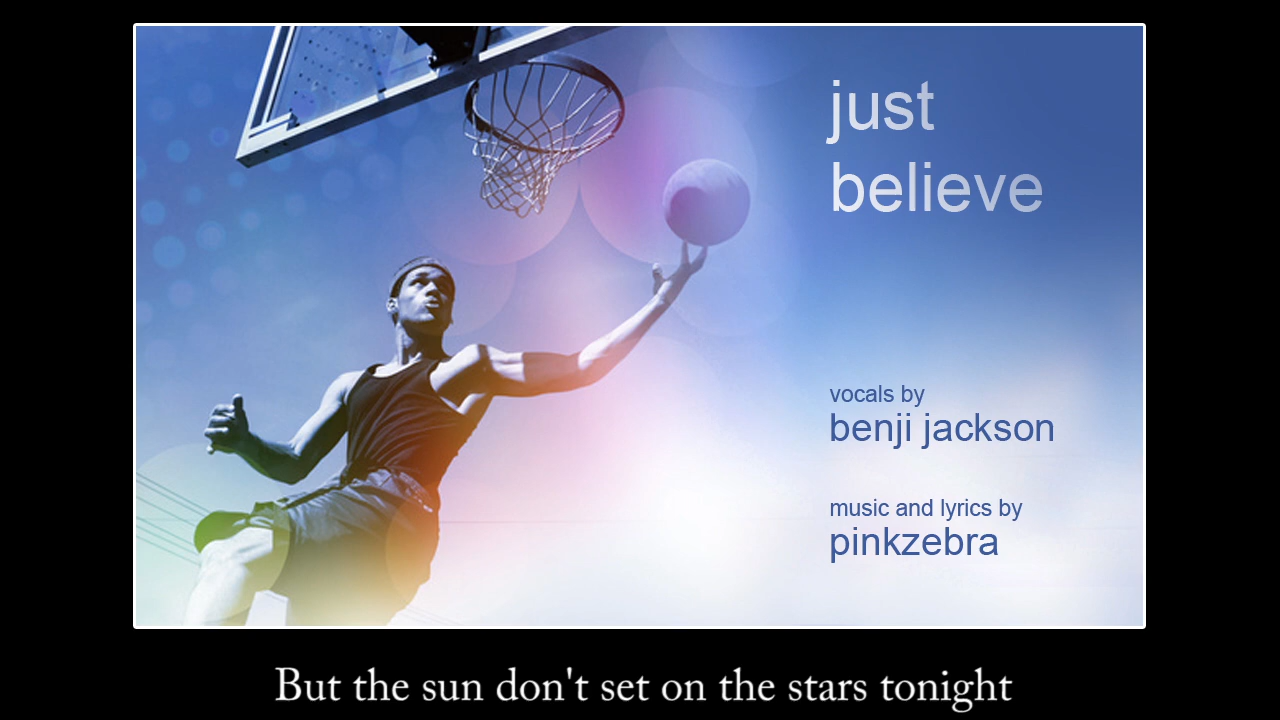 just
believe
vocals by
benji jackson
music and lyrics by
pinkzebra
But the sun don't set on the stars tonight